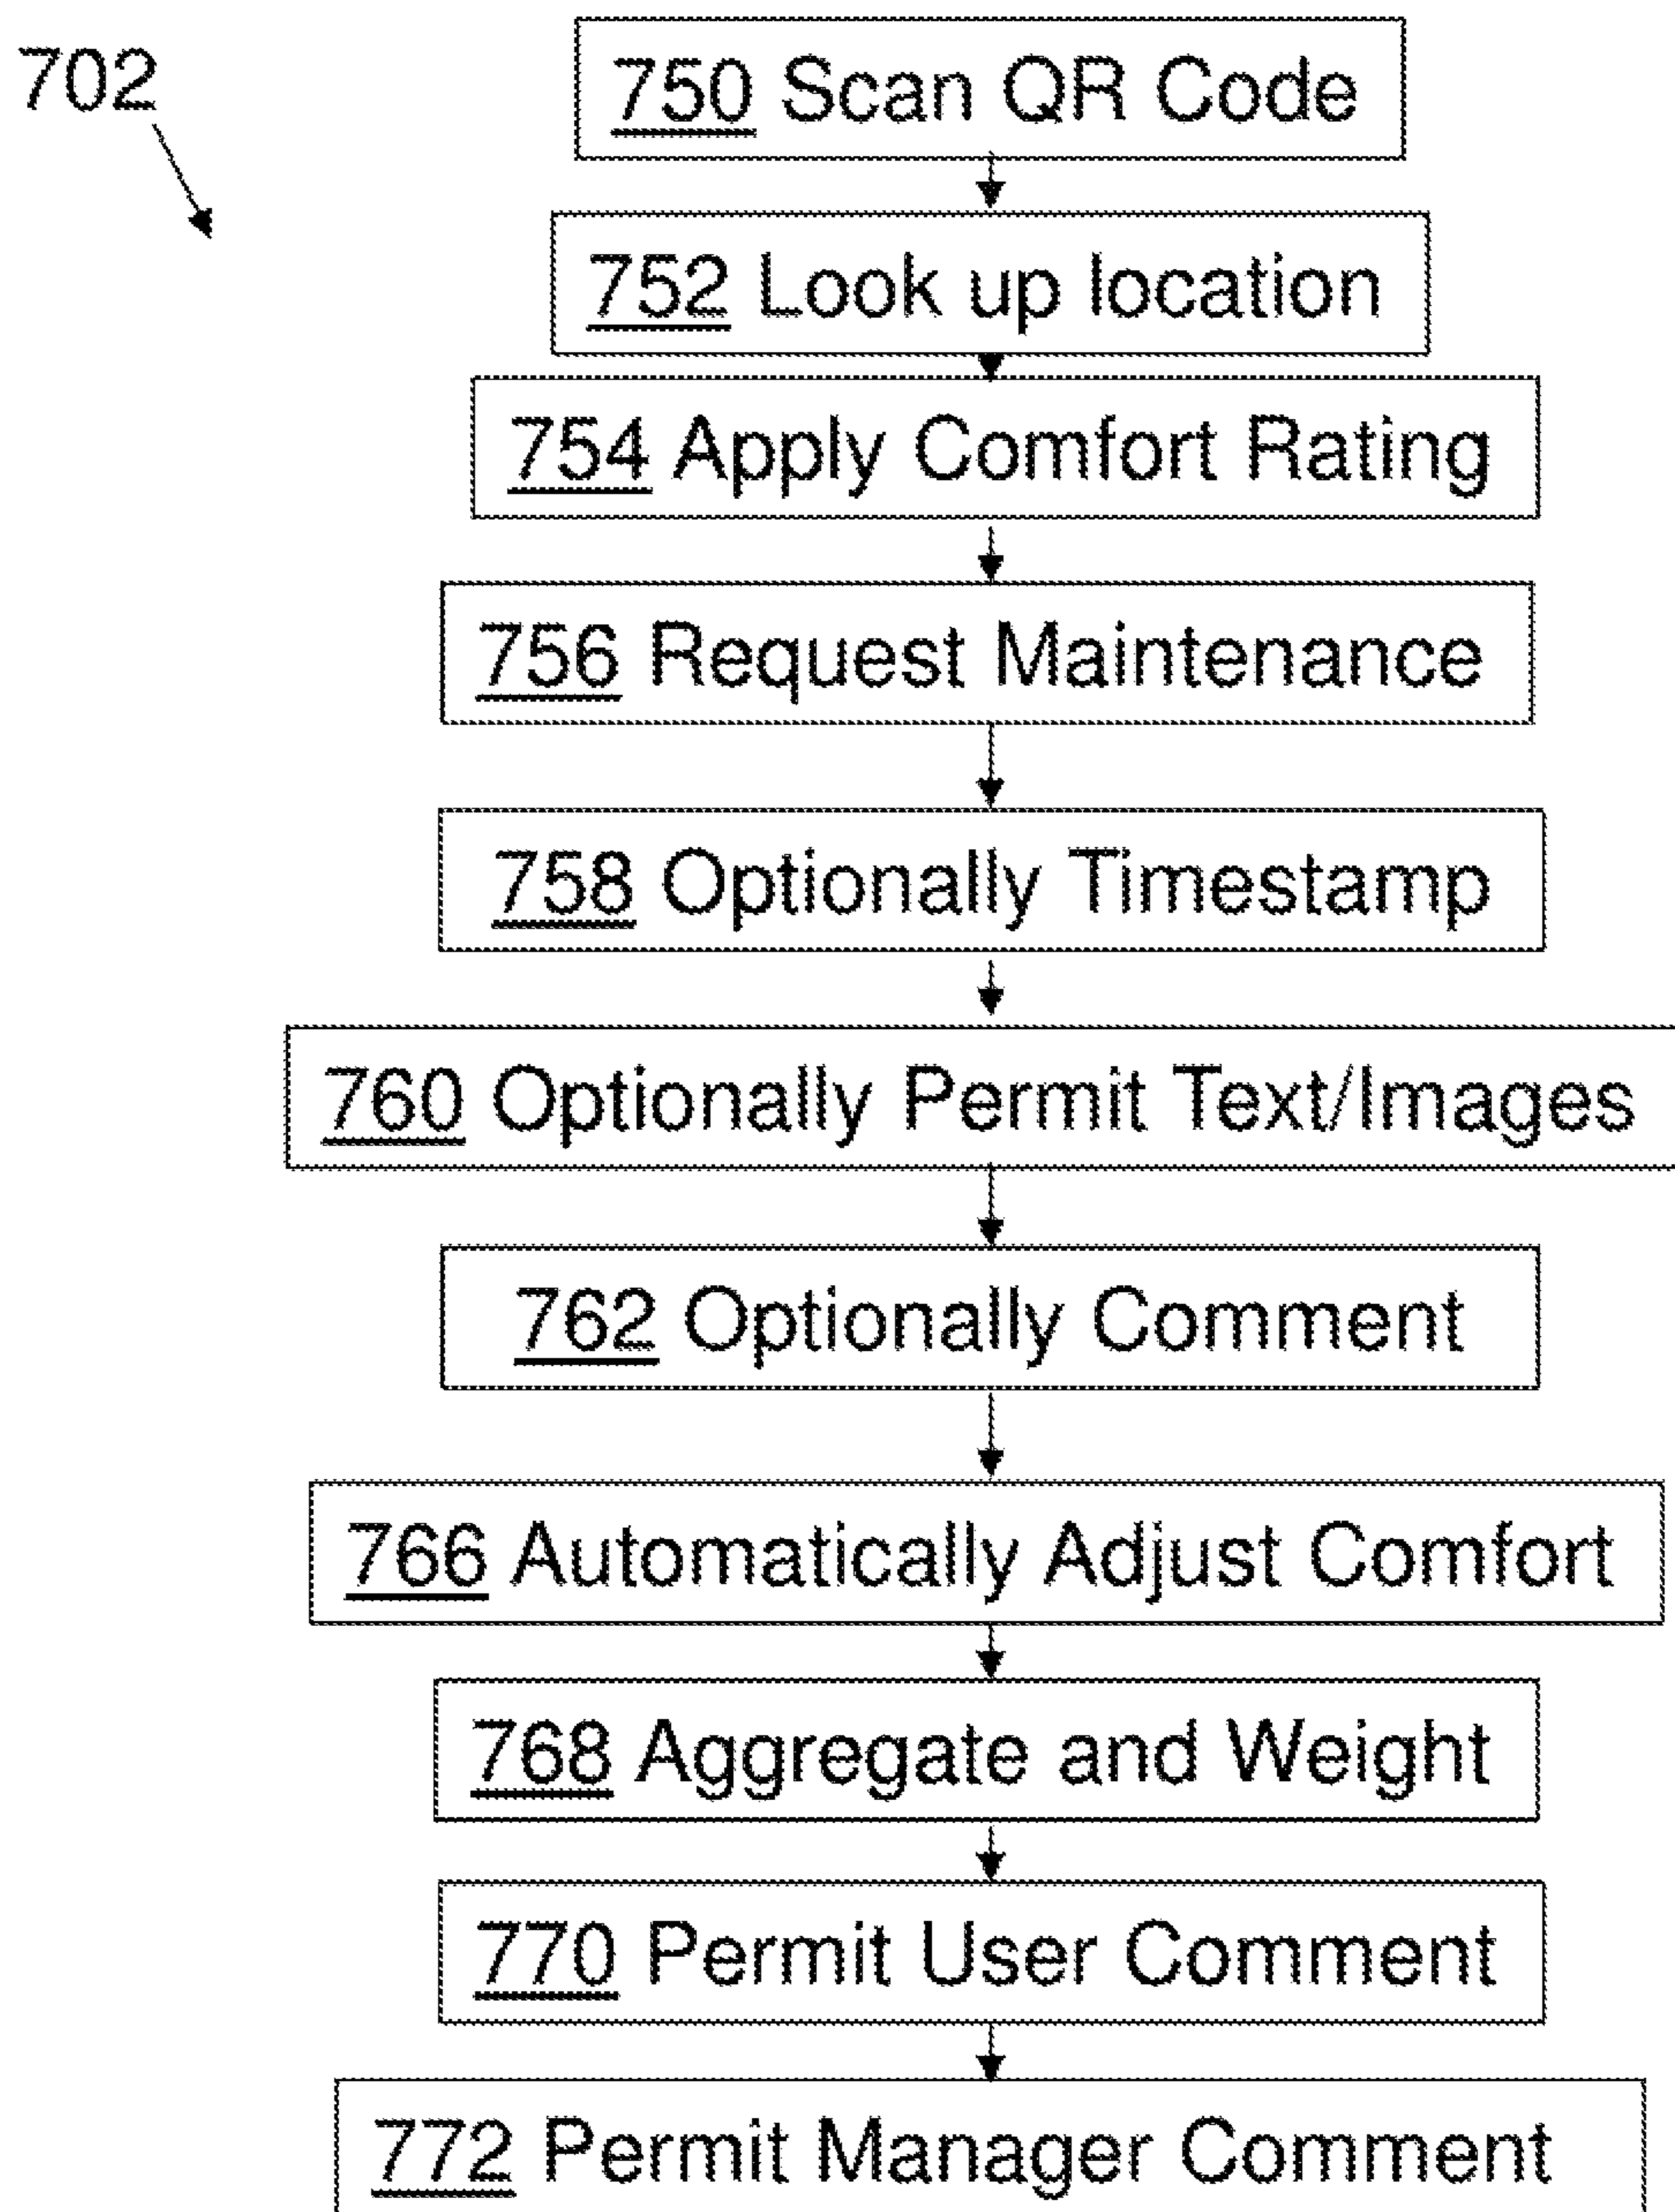 702
750 Scan QR Code
752 Look up location
754 Apply Comfort Rating
756 Request Maintenance
758 Optionally Timestamp
760 Optionally Permit Text/Images
762 Optionally Comment
766 Automatically Adjust Comfort
768 Aggregate and Weight
770 Permit User Comment
772 Permit Manager Comment